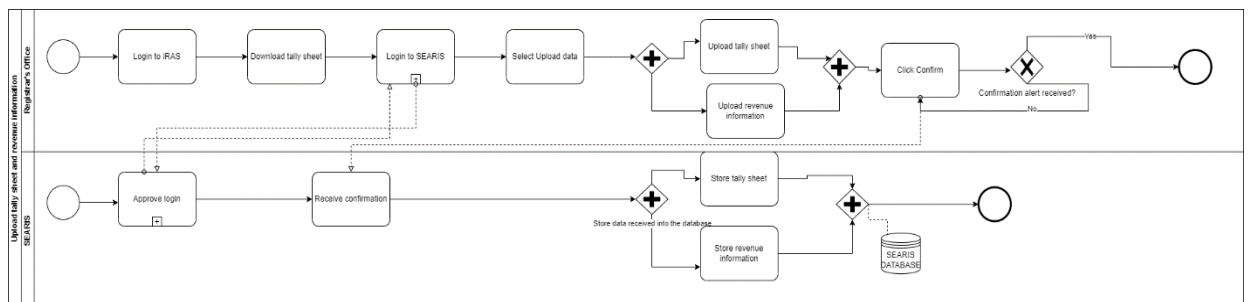 Upload tally sheet and revenue information
Registrar's Office
Login to iRAS
Download tally sheet
Login to SEARIS
Select Upload data
Upload tally sheet
Upload revenue
information
Click Confirm
Confirmation alert received?
Yes
No
SEARIS
Approve login
Receive confirmation
Store data received into the database
Store tally sheet
Store revenue
information
SEARIS
DATABASE